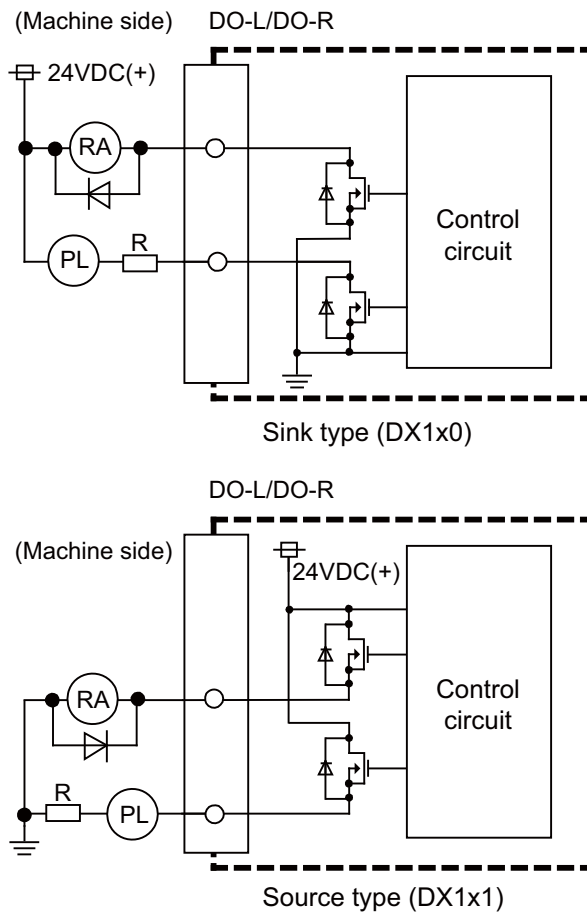 (Machine side)
DO-L/DO-R
24VDC(+)
RA
PL
R
Control
circuit
Sink type (DX1x0)
DO-L/DO-R
(Machine side)
24VDC(+)
RA
R
PL
Control
circuit
Source type (DX1x1)